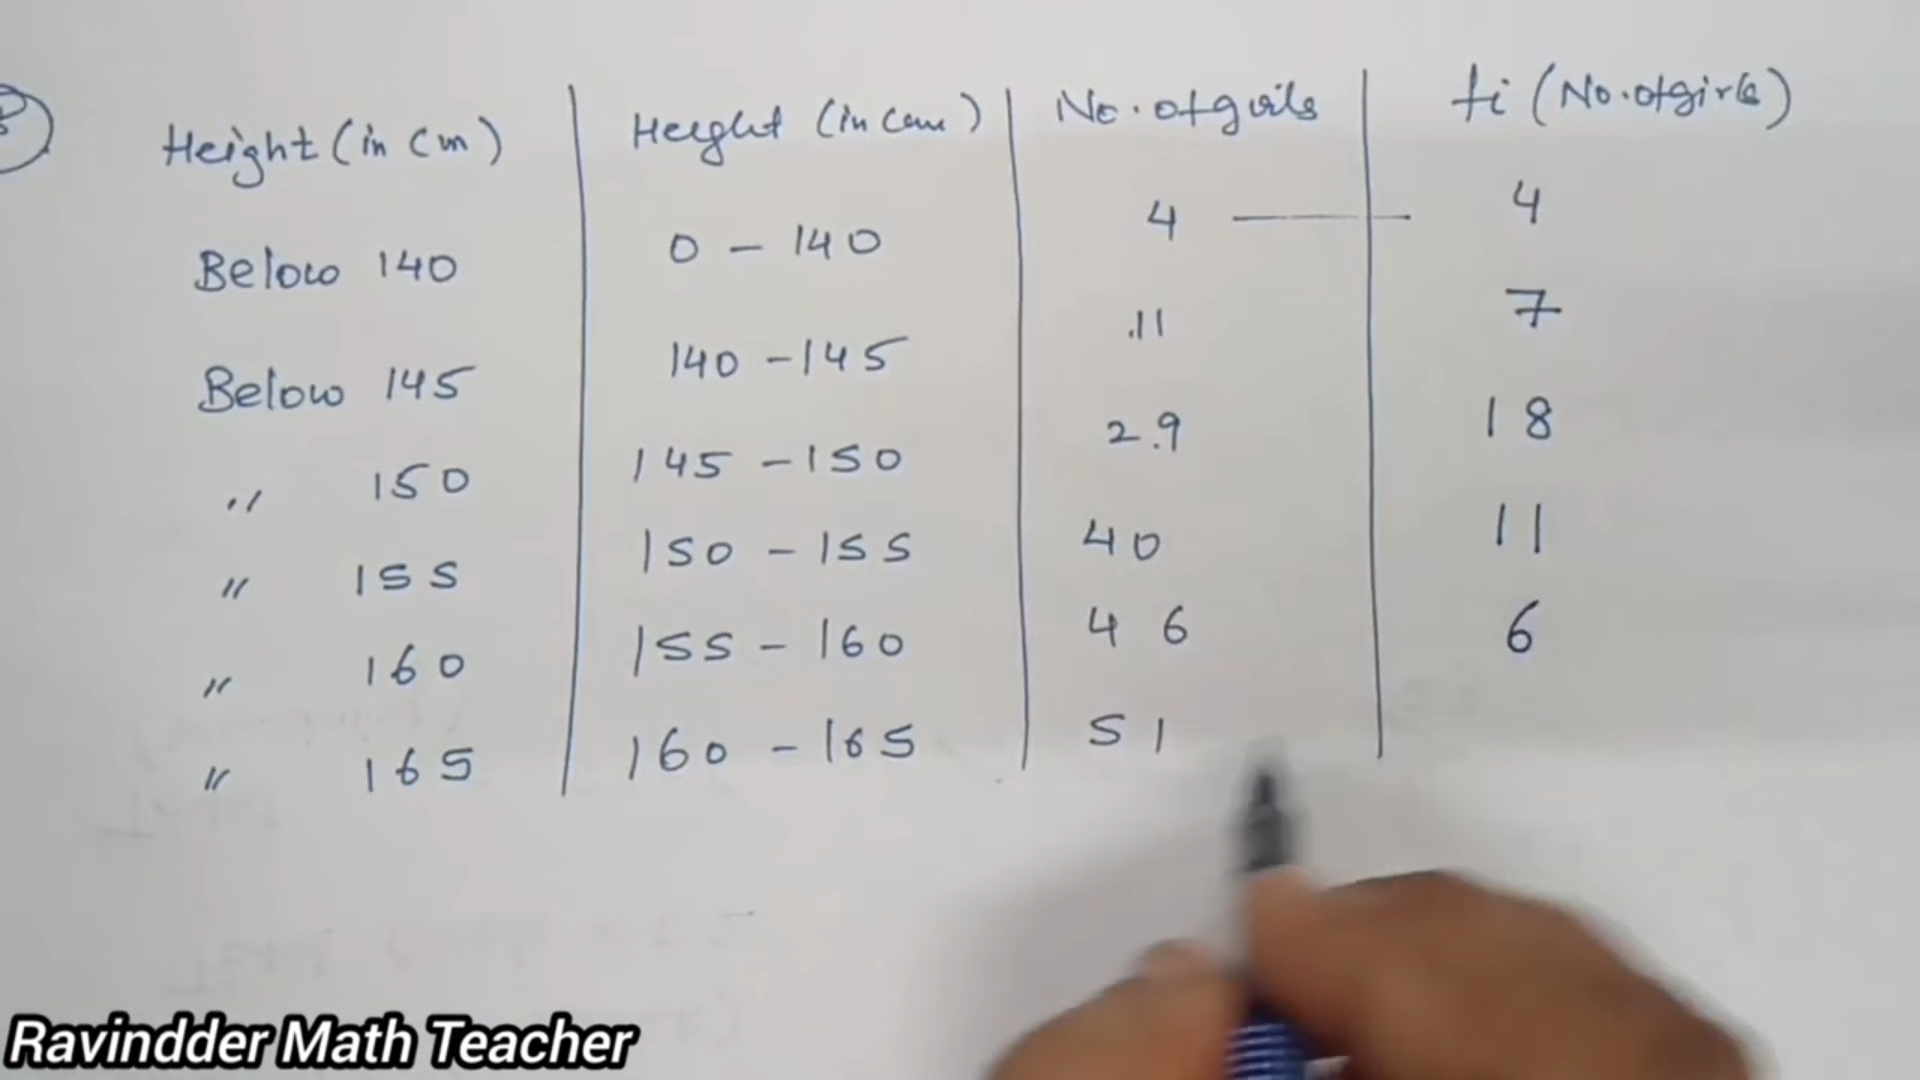 Height (in cm) Height (in cm) No. of girls fi (No. of girls)
Below 140 0 - 140 4 — 4
Below 145 140 - 145 11 7
〃 150 145 - 150 29 18
〃 155 150 - 155 40 11
〃 160 155 - 160 46 6
〃 165 160 - 165 51
Ravindder Math Teacher